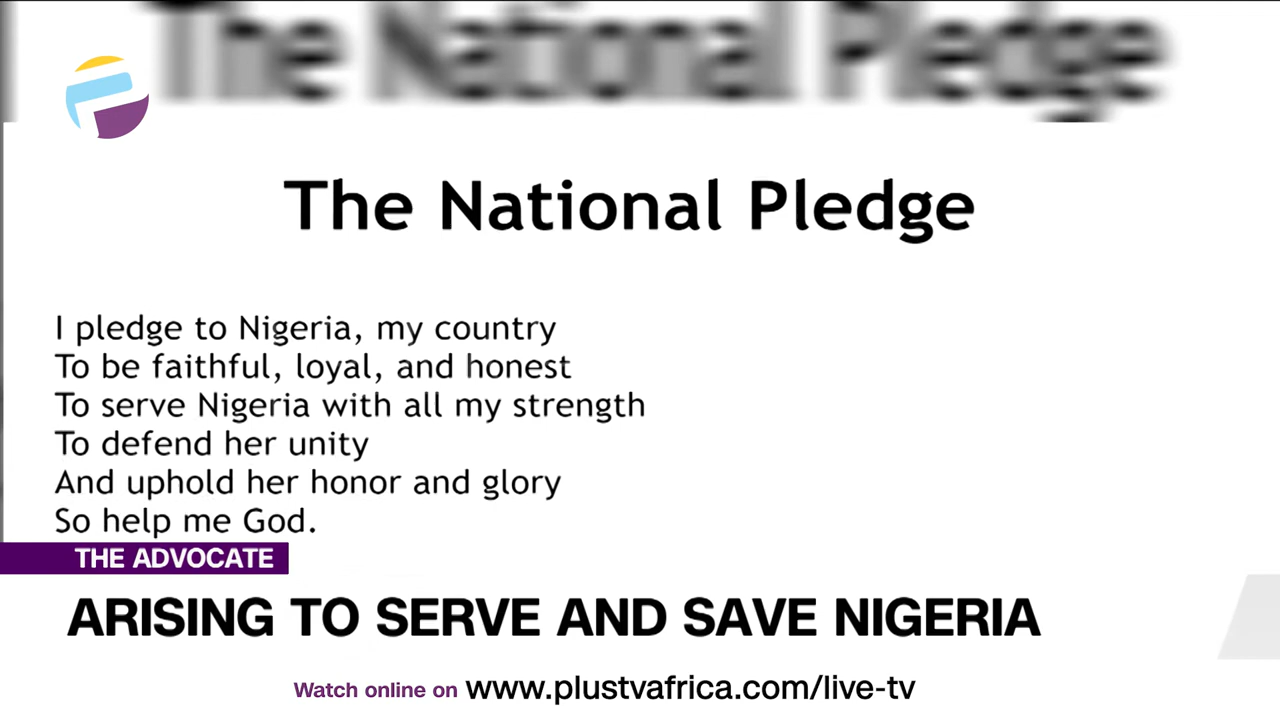 The National Pledge
The National Pledge
I pledge to Nigeria, my country
To be faithful, loyal, and honest
To serve Nigeria with all my strength
To defend her unity
And uphold her honor and glory
So help me God.
THE ADVOCATE
ARISING TO SERVE AND SAVE NIGERIA
Watch online on www.plustvafrica.com/live-tv